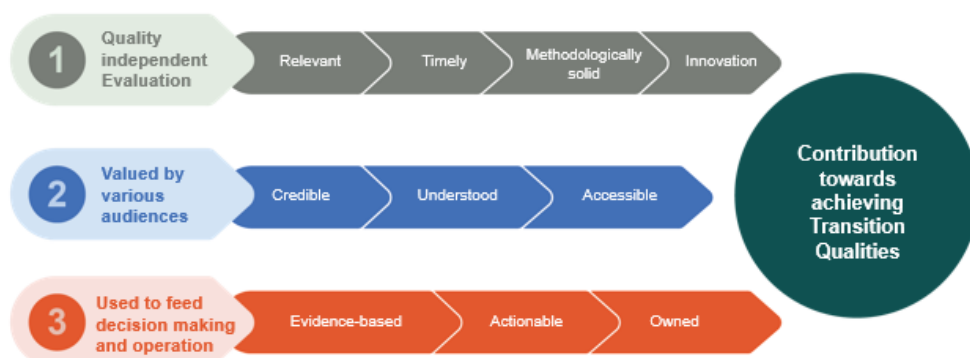 1
Quality
independent
Evaluation
Relevant
Timely
Methodologically
solid
Innovation
2
Valued by
various
audiences
Credible
Understood
Accessible
3
Used to feed
decision making
and operation
Evidence-based
Actionable
Owned
Contribution
towards
achieving
Transition
Qualities